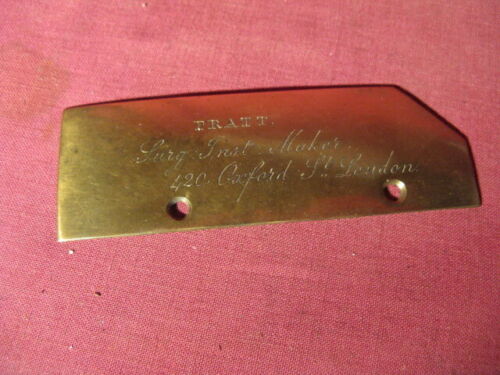 PRATT.
Surg. Inst. Maker.
420. Oxford St. London.